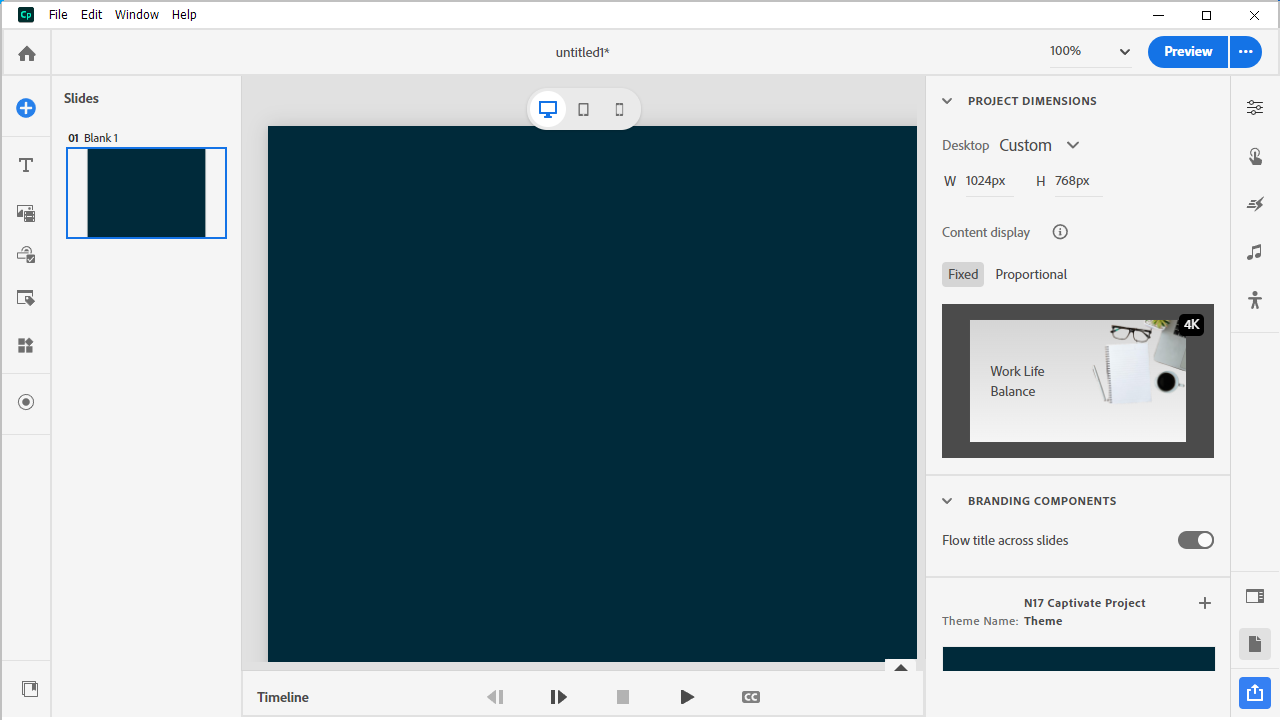 Cp File Edit Window Help
untitled1*
100%
Preview
Slides
01 Blank 1
PROJECT DIMENSIONS
Desktop Custom
W 1024px H 768px
Content display
Fixed Proportional
4K
Work Life
Balance
BRANDING COMPONENTS
Flow title across slides
N17 Captivate Project
Theme Name: Theme
Timeline
CC